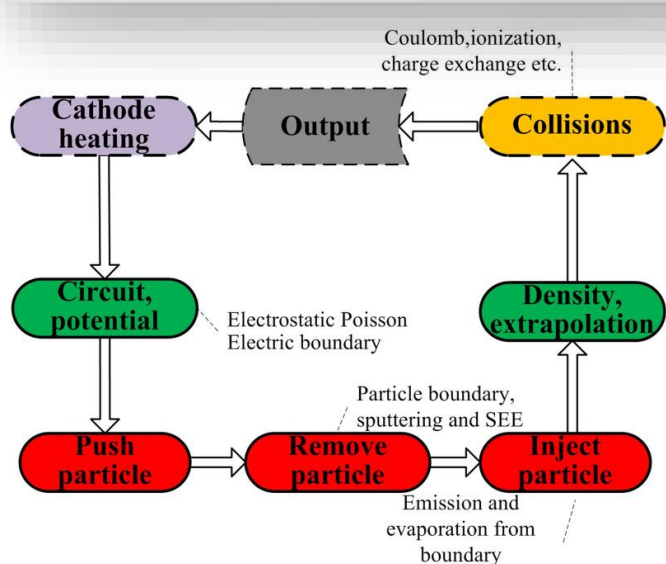 Coulomb,ionization,
charge exchange etc.
Cathode
heating
Output
Collisions
Circuit,
potential
Electrostatic Poisson
Electric boundary
Density,
extrapolation
Particle boundary,
sputtering and SEE
Push
particle
Remove
particle
Inject
particle
Emission and
evaporation from
boundary